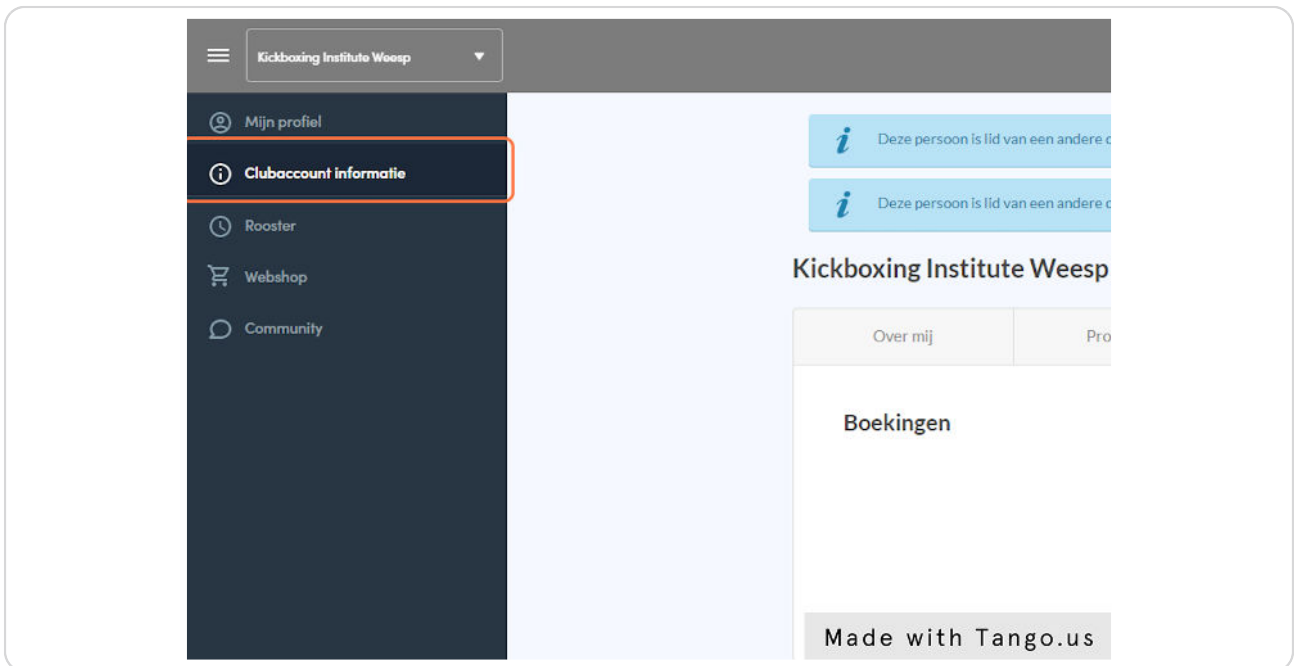 Kickboxing Institute Weesp
Mijn profiel
Clubaccount informatie
Rooster
Webshop
Community
Deze persoon is lid van een andere
Deze persoon is lid van een andere
Kickboxing Institute Weesp
Over mij
Pro
Boekingen
Made with Tango.us